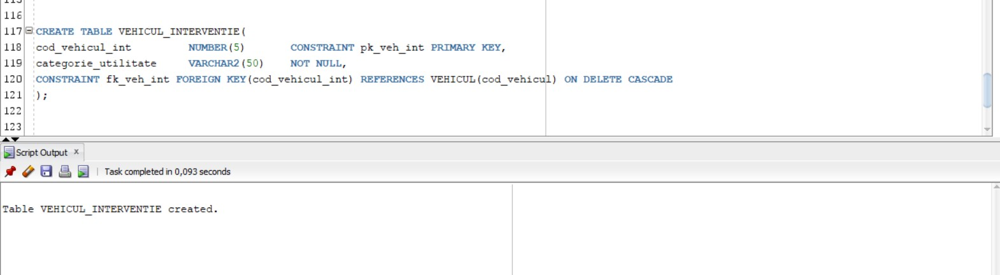 115
116
117 CREATE TABLE VEHICUL_INTERVENTIE(
118 cod_vehicul_int NUMBER(5) CONSTRAINT pk_veh_int PRIMARY KEY,
119 categorie_utilitate VARCHAR2(50) NOT NULL,
120 CONSTRAINT fk_veh_int FOREIGN KEY(cod_vehicul_int) REFERENCES VEHICUL(cod_vehicul) ON DELETE CASCADE
121 );
122
123
Script Output x
Task completed in 0,093 seconds
Table VEHICUL_INTERVENTIE created.